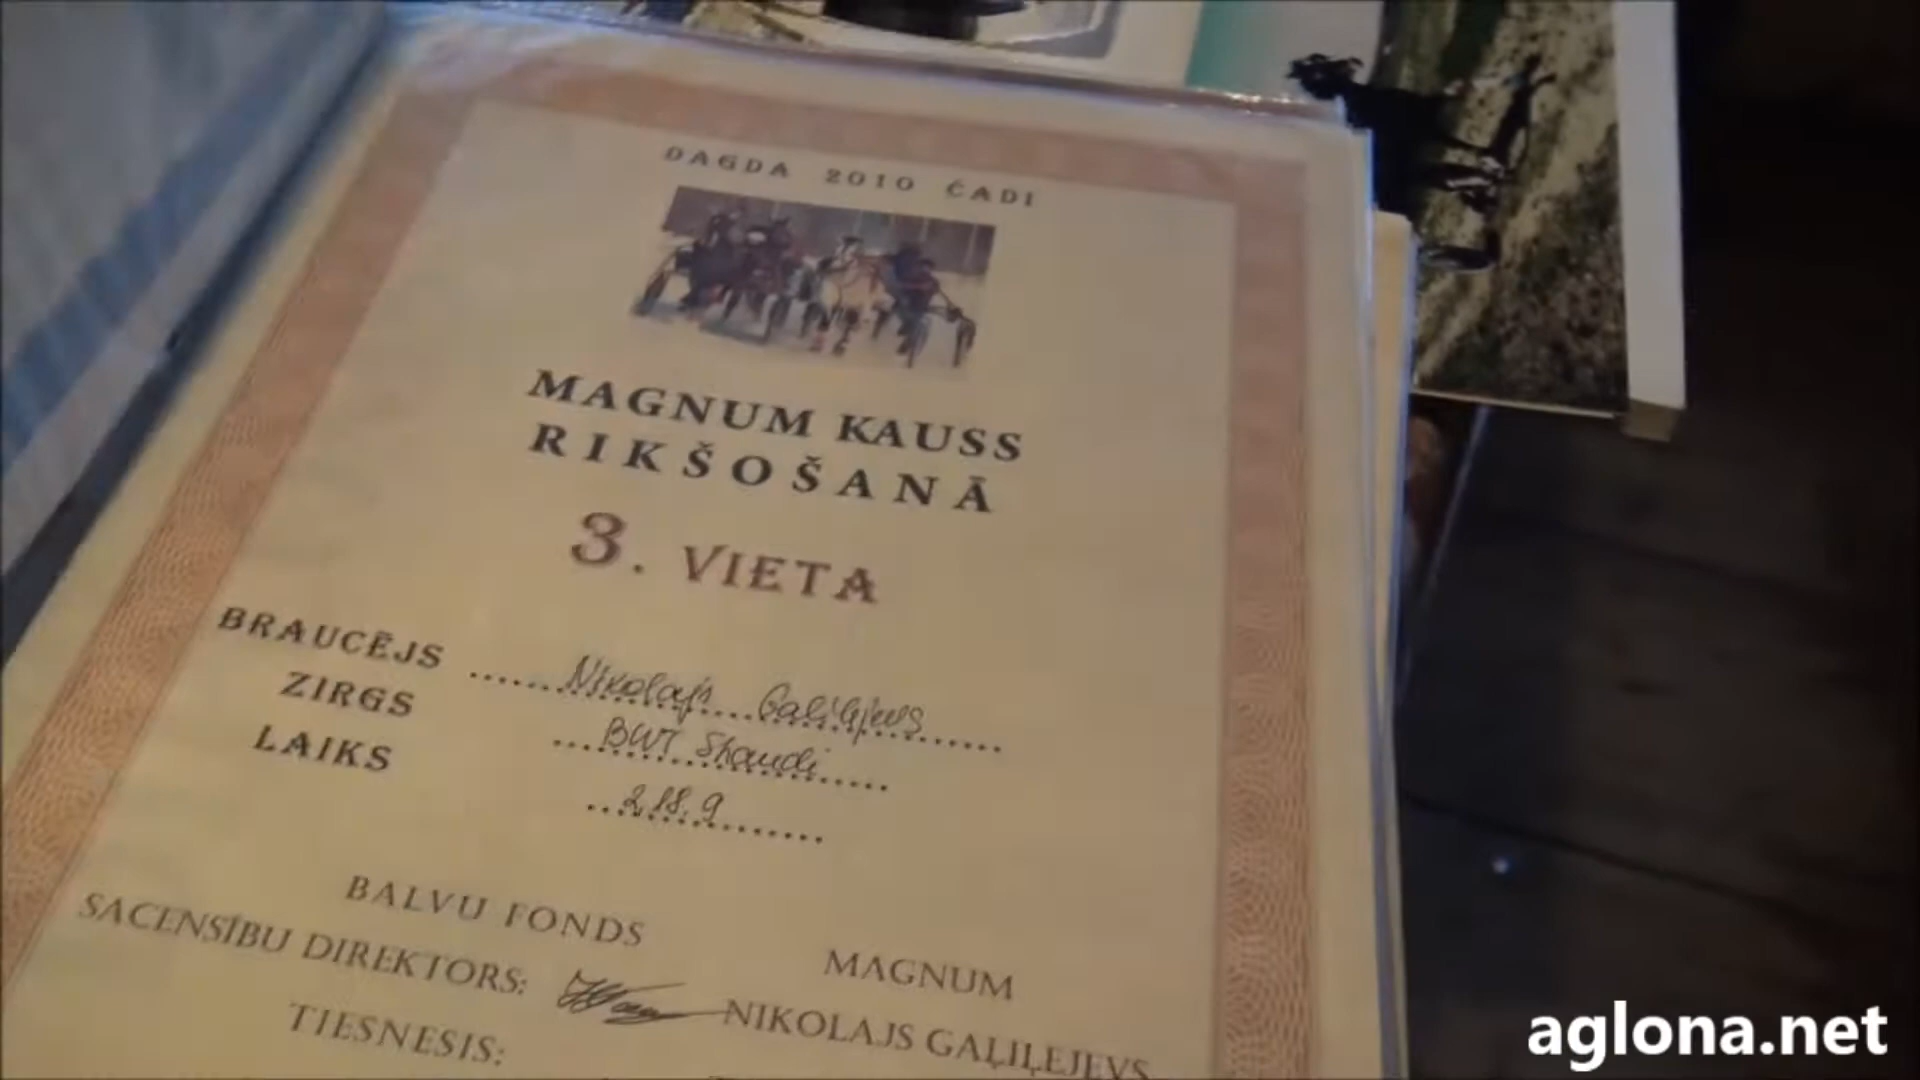 DAGDA 2010 ČADI
MAGNUM KAUSS
RIKŠOŠANĀ
3. VIETA
BRAUCĒJS Nikolajs Galiļejevs
ZIRGS BWT Skaudi
LAIKS 2,18,9
BALVU FONDS MAGNUM
SACENSĪBU DIREKTORS: NIKOLAJS GAĻIĻEJEVS
TIESNESIS:
aglona.net